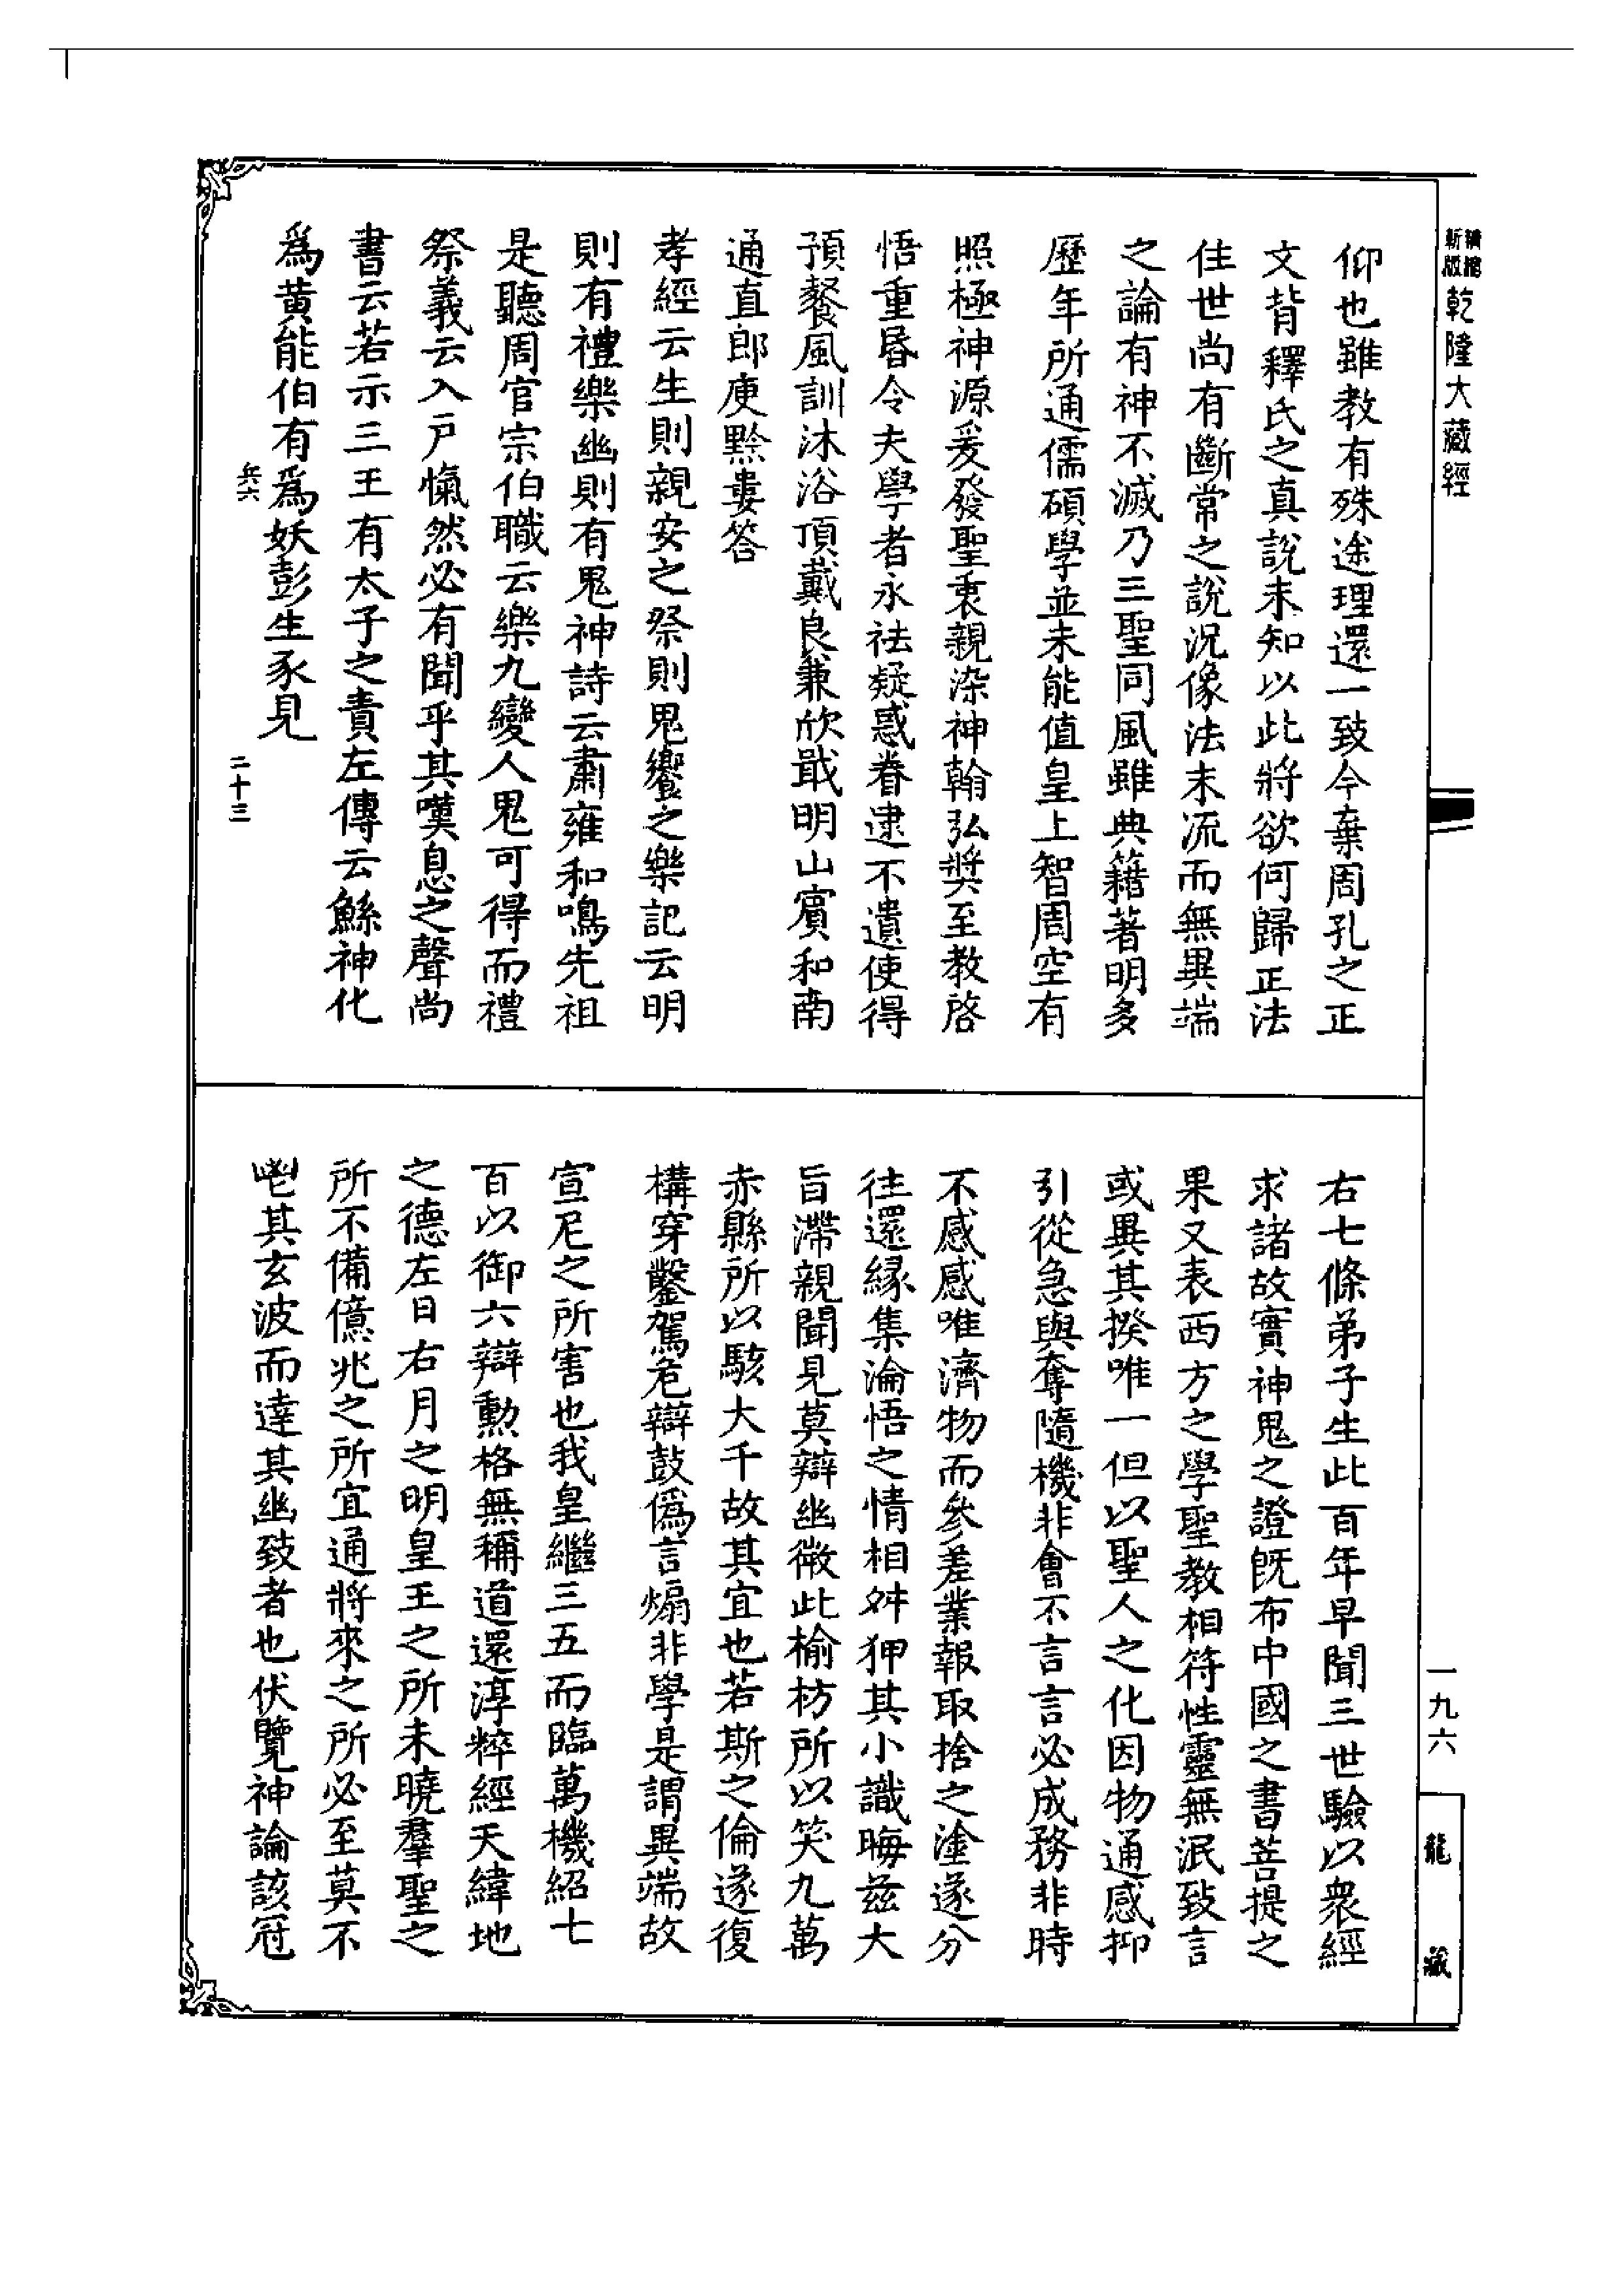 新版
精縮
乾隆大藏經
仰也雖教有殊途理還一致今棄周孔之正
文背釋氏之真說未知以此將欲何歸正法
住世尚有斷常之說況像法末流而無異端
之論有神不滅乃三聖同風雖典籍著明多
歷年所通儒碩學並未能值皇上智周空有
照極神源爰發聖衷親染神翰弘獎至教啓
悟重昏令夫學者永祛疑惑眷逮不遺使得
預餐風訓沐浴頂戴良兼欣戢明山賓和南
通直郎庾黔婁答
孝經云生則親安之祭則鬼饗之樂記云明
則有禮樂幽則有鬼神詩云肅雍和鳴先祖
是聽周官宗伯職云樂九變人鬼可得而禮
祭義云入戶愾然必有聞乎其嘆息之聲尚
書云若示三王有太子之責左傳云鯀神化
為黃能伯有為妖彭生豕見
兵六
二十三
右七條弟子生此百年早聞三世驗以衆經
求諸故實神鬼之證旣布中國之書菩提之
果又表西方之學聖教相符性靈無泯致言
或異其揆唯一但以聖人之化因物通感抑
引從急與奪隨機非會不言言必成務非時
不感感唯濟物而參差業報取捨之塗遂分
往還緣集淪悟之情相舛狎其小識晦茲大
旨滯親聞見莫辯幽微此榆枋所以笑九萬
赤縣所以駭大千故其宜也若斯之倫遂復
構穿鑿駕危辯鼓偽言煽非學是謂異端故
宣尼之所害也我皇繼三五而臨萬機紹七
百以御六辯勲格無稱道還淳粹經天緯地
之德左日右月之明皇王之所未曉羣聖之
所不備億兆之所宜通將來之所必至莫不
其玄波而達其幽致者也伏覽神論該冠
一九六
龍藏